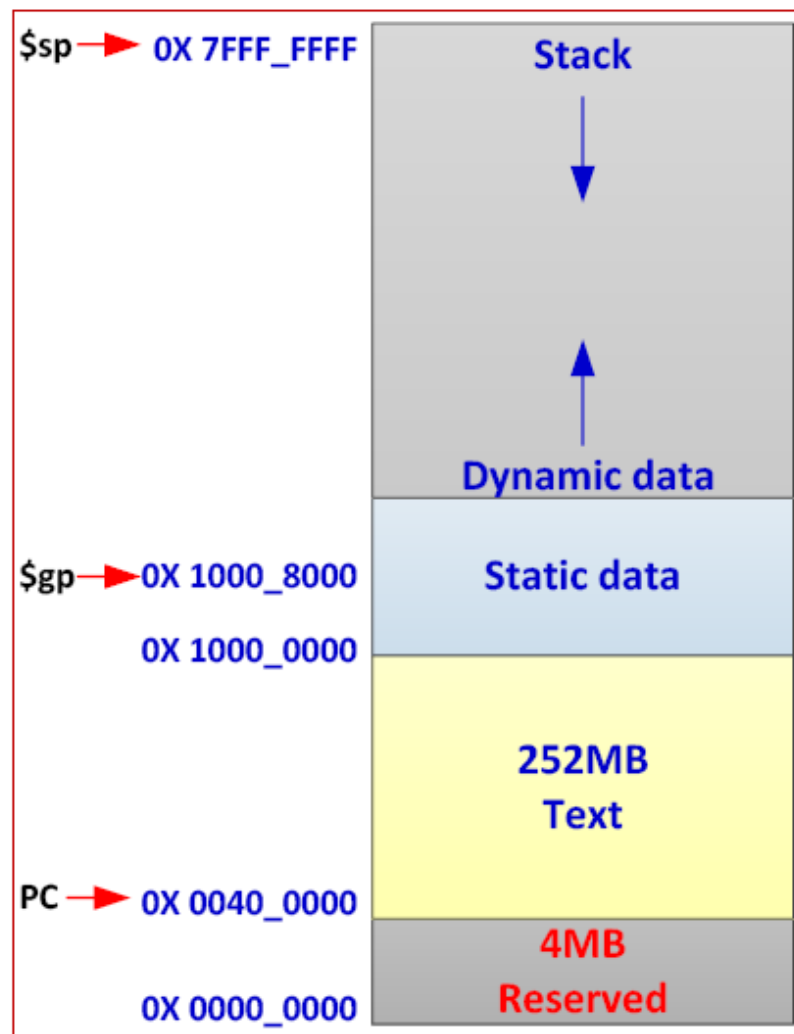 $sp 0X 7FFF_FFFF Stack
Dynamic data
$gp 0X 1000_8000 Static data
0X 1000_0000
252MB
Text
PC 0X 0040_0000
4MB
Reserved
0X 0000_0000